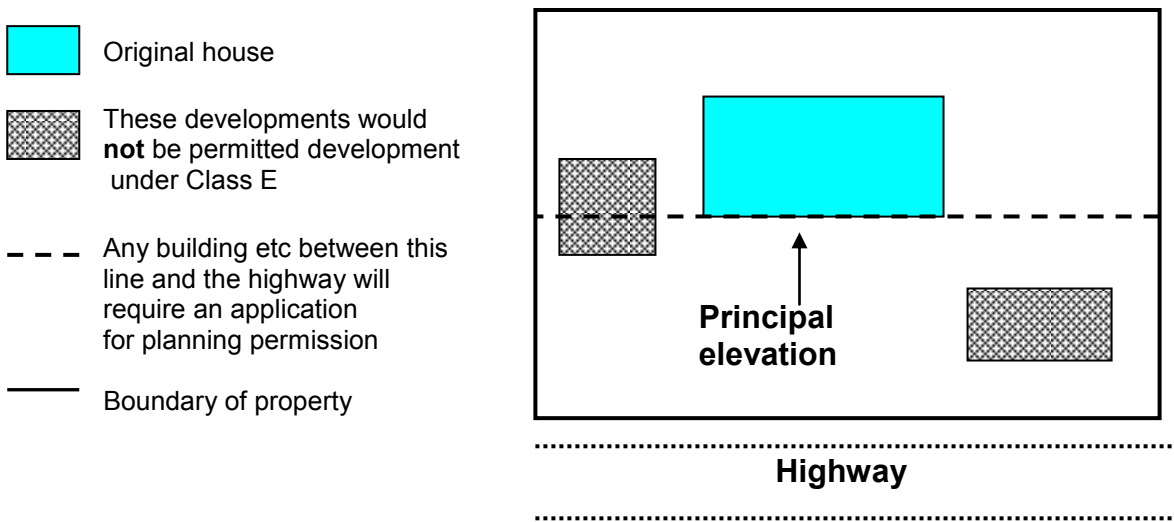 Original house
These developments would
not be permitted development
under Class E
Any building etc between this
line and the highway will
require an application
for planning permission
Boundary of property
Principal
elevation
Highway